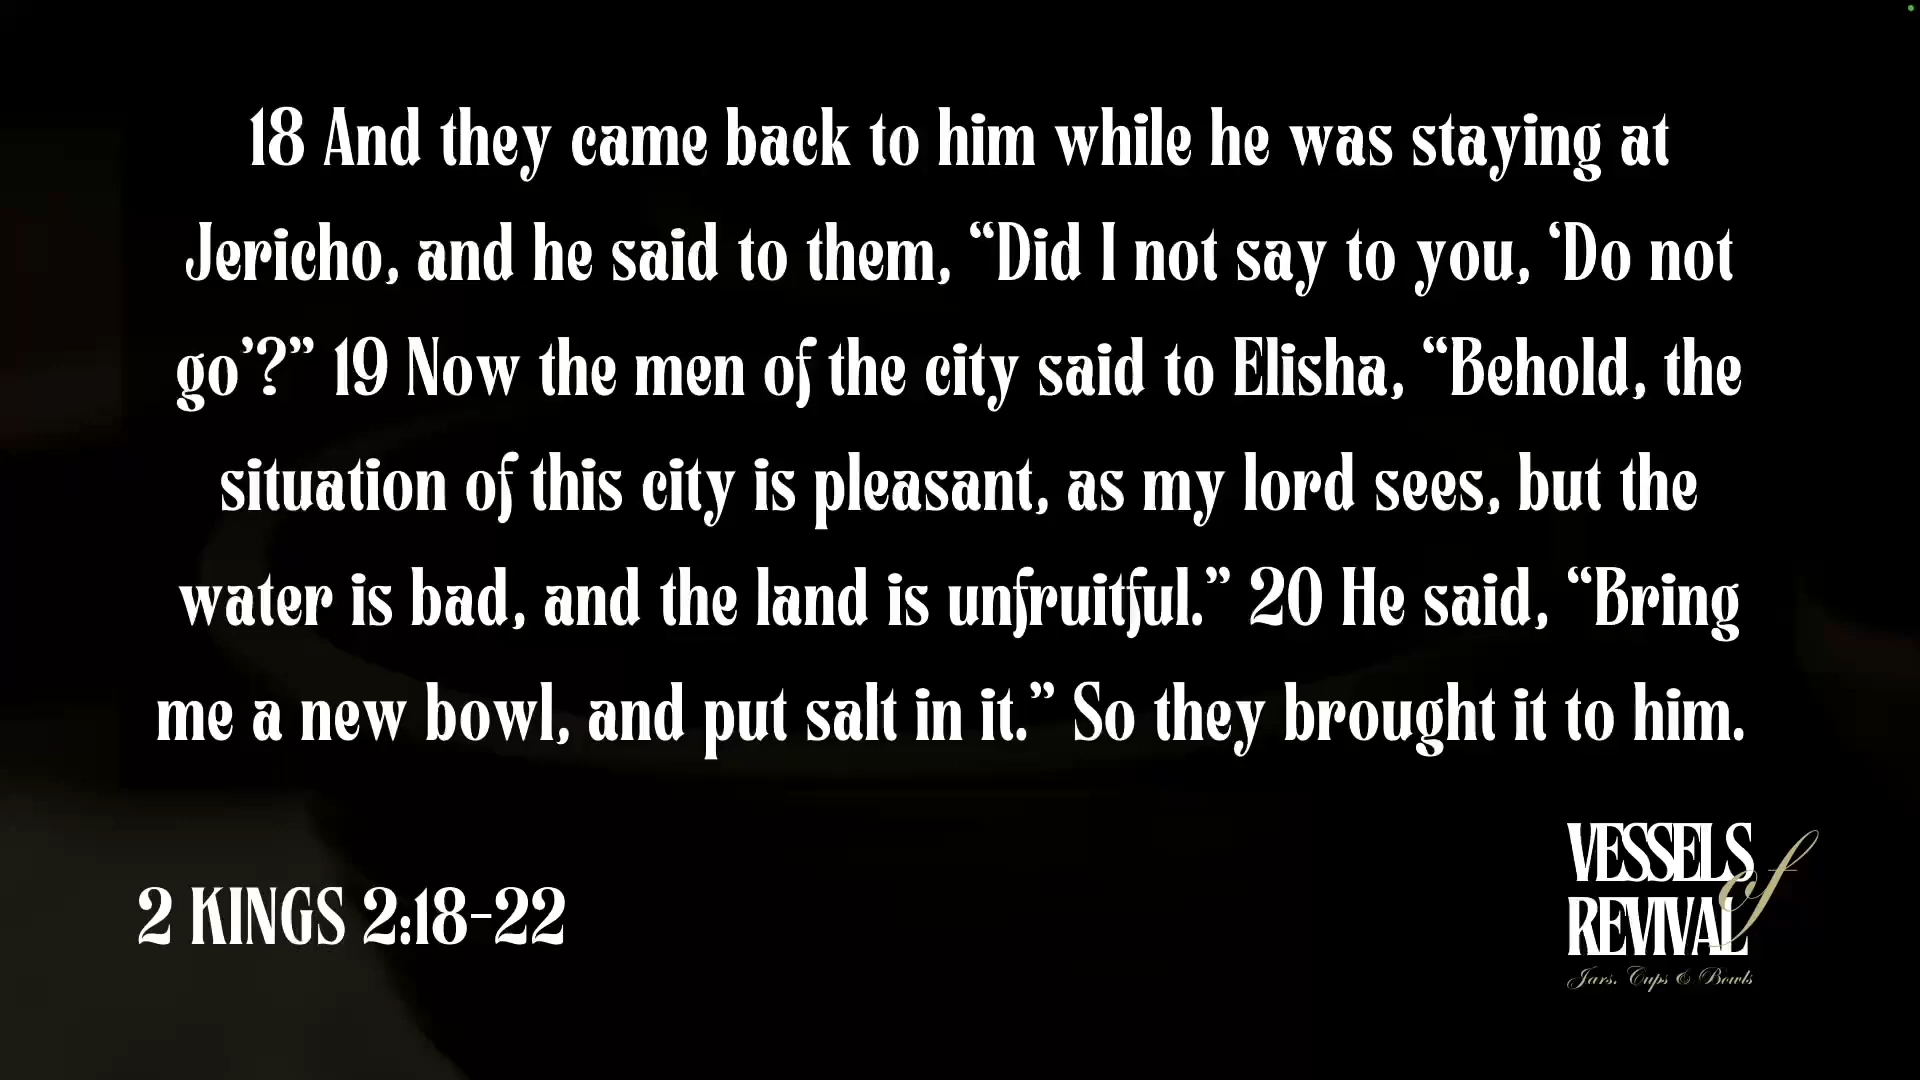 18 And they came back to him while he was staying at
Jericho, and he said to them, “Did I not say to you, ‘Do not
go’?” 19 Now the men of the city said to Elisha, “Behold, the
situation of this city is pleasant, as my lord sees, but the
water is bad, and the land is unfruitful.” 20 He said, “Bring
me a new bowl, and put salt in it.” So they brought it to him.
2 KINGS 2:18-22
VESSELS
of
REVIVAL
Jars, Cups & Bowls